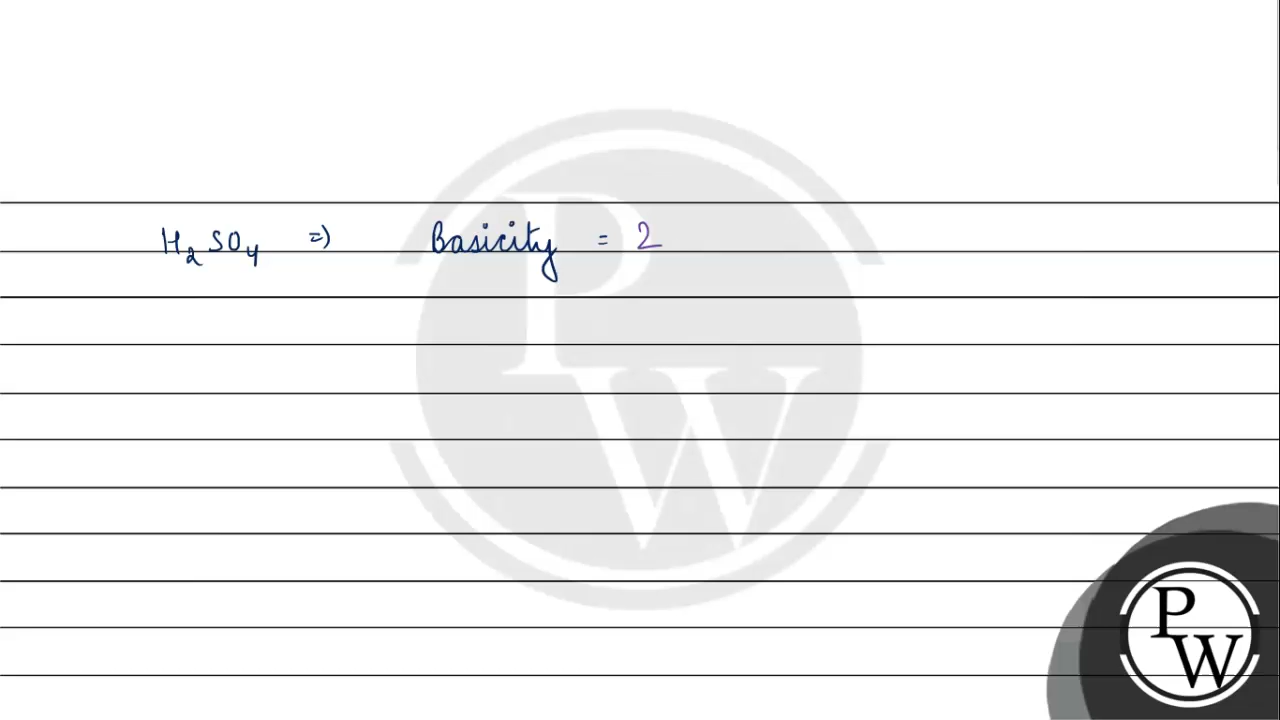 H₂SO₄ ⇒ Basicity = 2
P
W
P
W